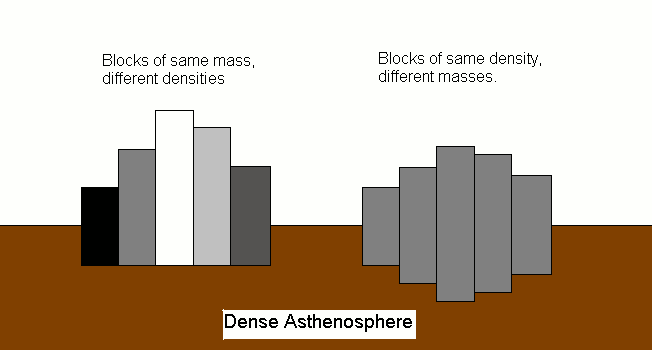 Blocks of same mass,
different densities
Blocks of same density,
different masses.
Dense Asthenosphere